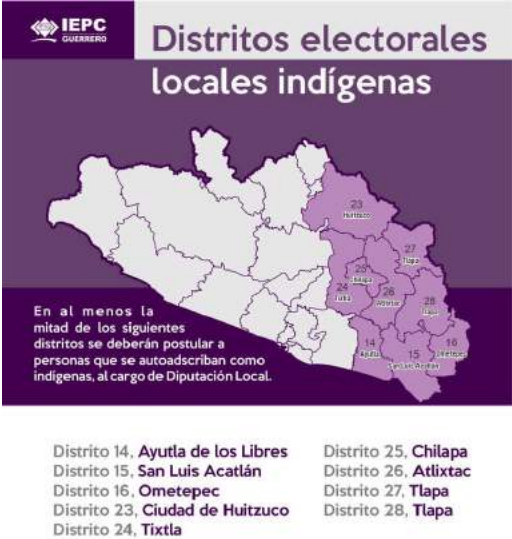 IEPC
GUERRERO
Distritos electorales
locales indígenas
23
Huitzuco
27
Tlapa
25
Chilapa
24
Tixtla
26
Atlixtac
28
Tlapa
14
Ayutla
15
San Luis Acatlán
16
Ometepec
En al menos la
mitad de los siguientes
distritos se deberán postular a
personas que se autoadscriban como
indígenas, al cargo de Diputación Local.
Distrito 14, Ayutla de los Libres
Distrito 15, San Luis Acatlán
Distrito 16, Ometepec
Distrito 23, Ciudad de Huitzuco
Distrito 24, Tixtla
Distrito 25, Chilapa
Distrito 26, Atlixtac
Distrito 27, Tlapa
Distrito 28, Tlapa